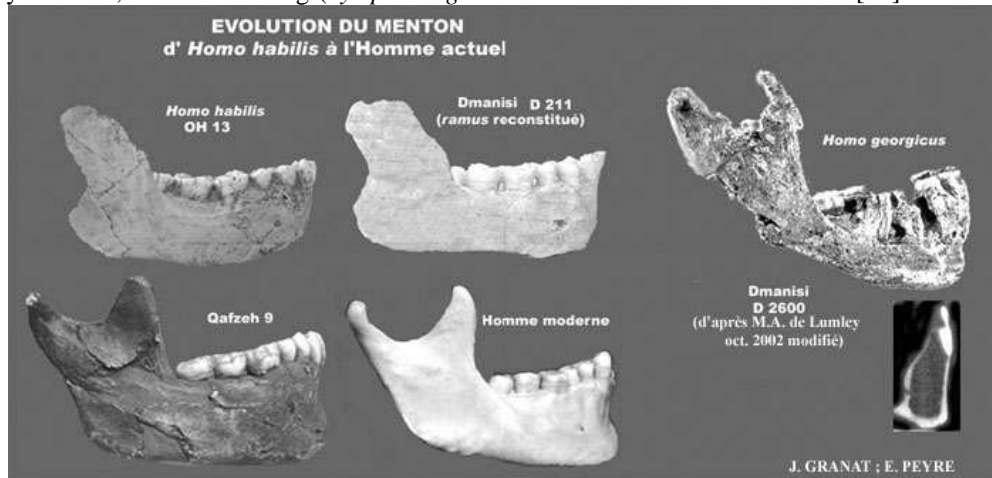 EVOLUTION DU MENTON
d' Homo habilis à l'Homme actuel
Homo habilis
OH 13
Dmanisi D 211
(ramus reconstitué)
Homo georgicus
Qafzeh 9
Homme moderne
Dmanisi
D 2600
(d'après M.A. de Lumley
oct. 2002 modifié)
J. GRANAT ; E. PEYRE